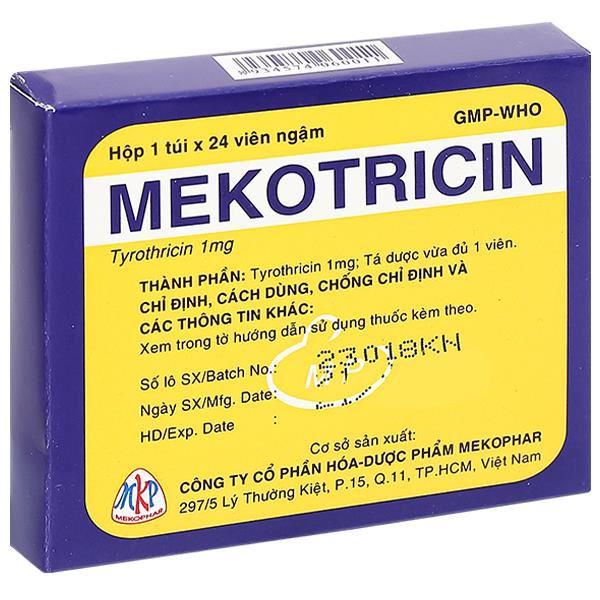 8934574060011
GMP-WHO
Hộp 1 túi x 24 viên ngậm
MEKOTRICIN
Tyrothricin 1mg
THÀNH PHẦN: Tyrothricin 1mg; Tá dược vừa đủ 1 viên.
CHỈ ĐỊNH, CÁCH DÙNG, CHỐNG CHỈ ĐỊNH VÀ
CÁC THÔNG TIN KHÁC:
Xem trong tờ hướng dẫn sử dụng thuốc kèm theo.
Số lô SX/Batch No.: 23018KN
Ngày SX/Mfg. Date:
HD/Exp. Date :
Cơ sở sản xuất:
CÔNG TY CỔ PHẦN HÓA-DƯỢC PHẨM MEKOPHAR
297/5 Lý Thường Kiệt, P.15, Q.11, TP.HCM, Việt Nam
MKP
MEKOPHAR